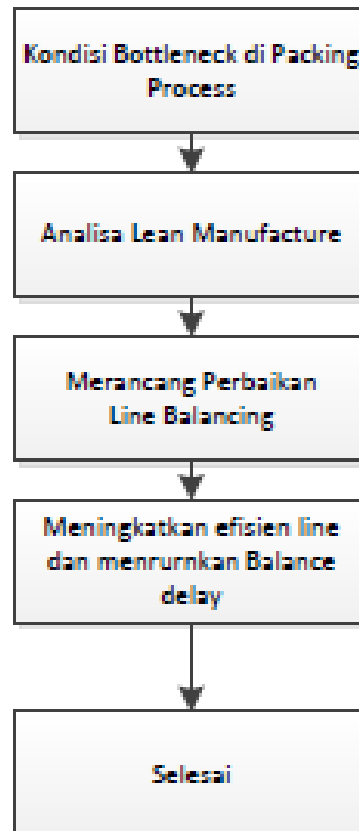 Kondisi Bottleneck di Packing
Process
Analisa Lean Manufacture
Merancang Perbaikan
Line Balancing
Meningkatkan efisien line
dan menrurnkan Balance
delay
Selesai